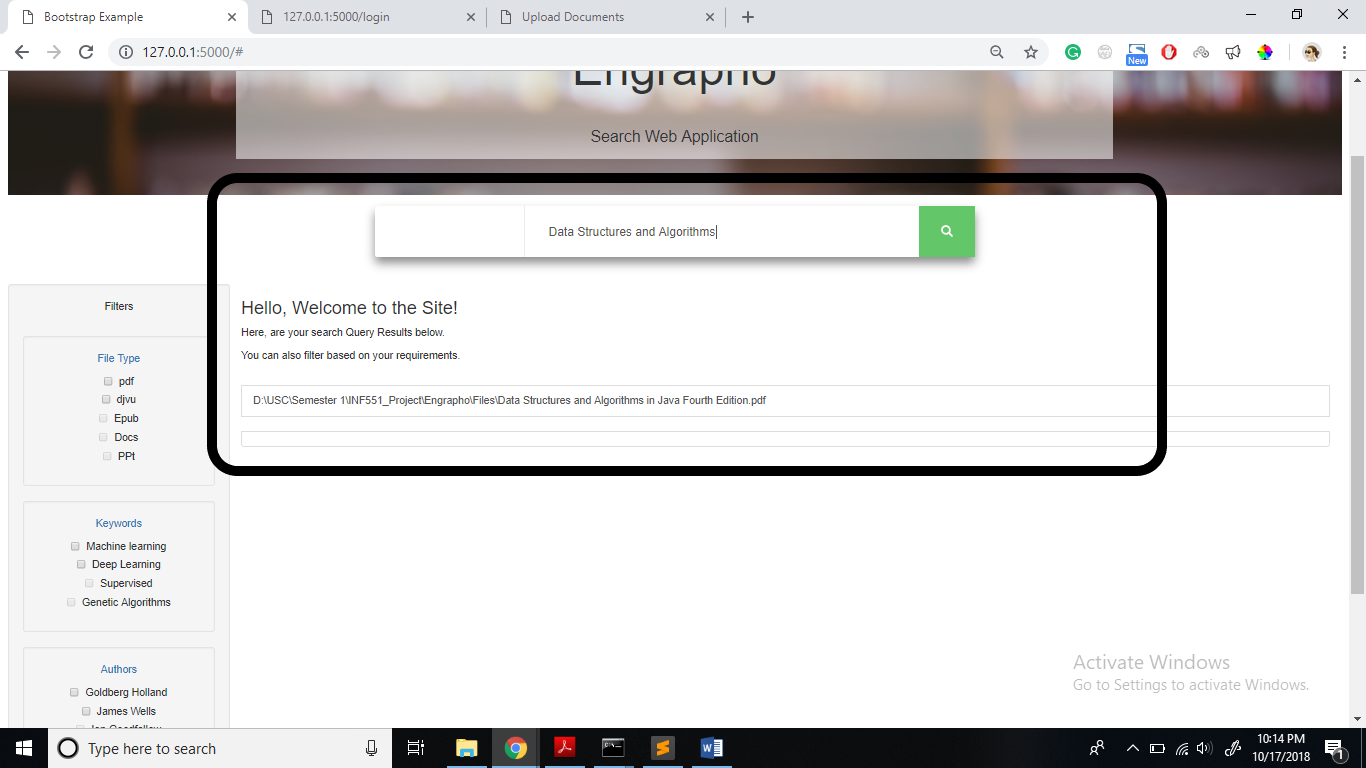 Bootstrap Example
127.0.0.1:5000/login
Upload Documents
127.0.0.1:5000/#
New
Engrapho
Search Web Application
Data Structures and Algorithms
Filters
File Type
pdf
djvu
Epub
Docs
PPt
Keywords
Machine learning
Deep Learning
Supervised
Genetic Algorithms
Authors
Goldberg Holland
James Wells
Hello, Welcome to the Site!
Here, are your search Query Results below.
You can also filter based on your requirements.
D:\USC\Semester 1\INF551_Project\Engrapho\Files\Data Structures and Algorithms in Java Fourth Edition.pdf
Activate Windows
Go to Settings to activate Windows.
Type here to search
10:14 PM
10/17/2018
1